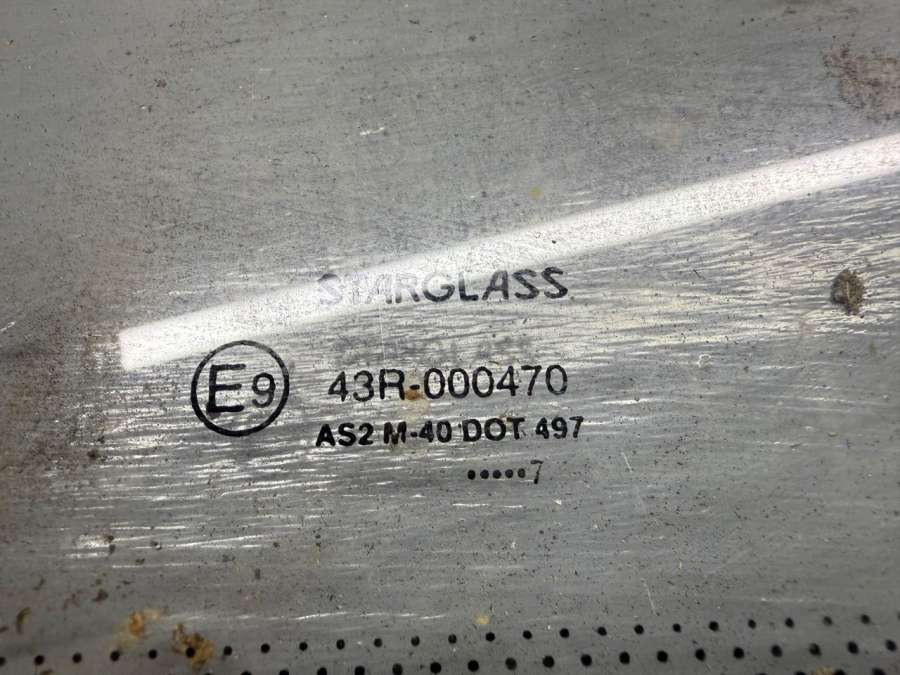 STARGLASS
E9 43R-000470
AS2 M-40 DOT 497
•••••7